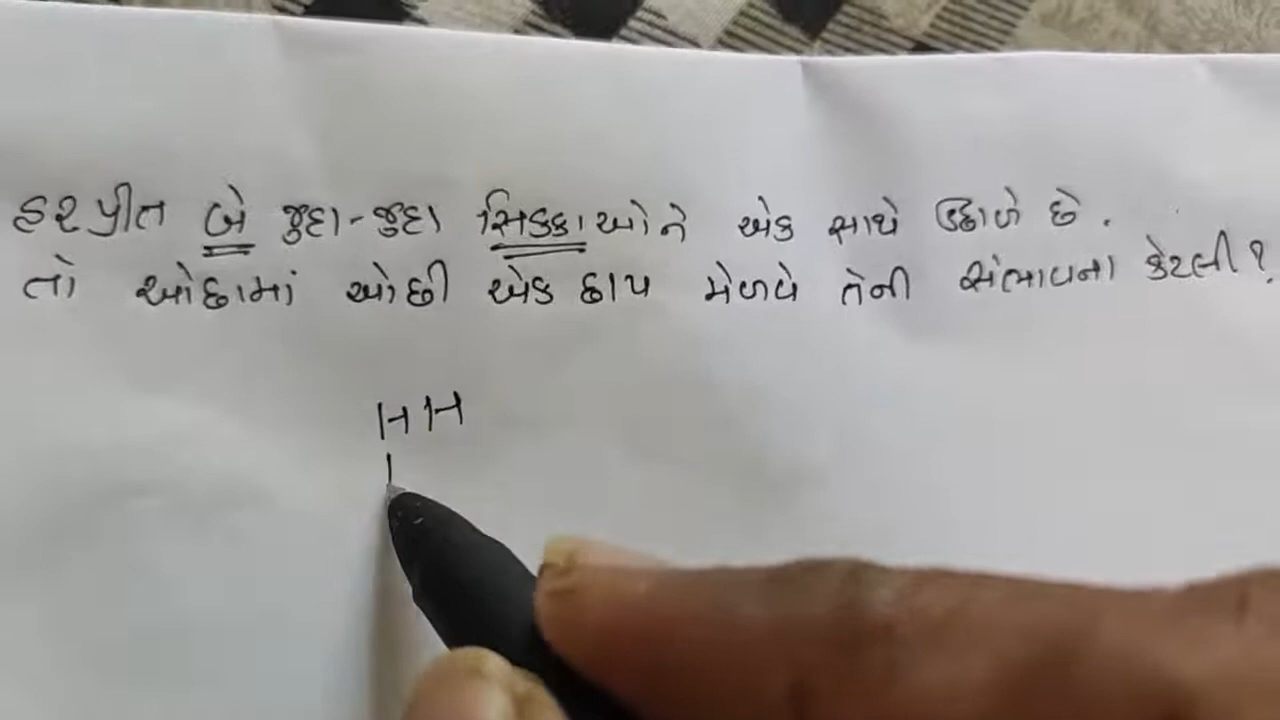 હરપ્રીત બે જુદા-જુદા સિક્કાઓને એક સાથે ઉછાળે છે.
તો ઓછામાં ઓછી એક છાપ મેળવે તેની સંભાવના કેટલી?
HH